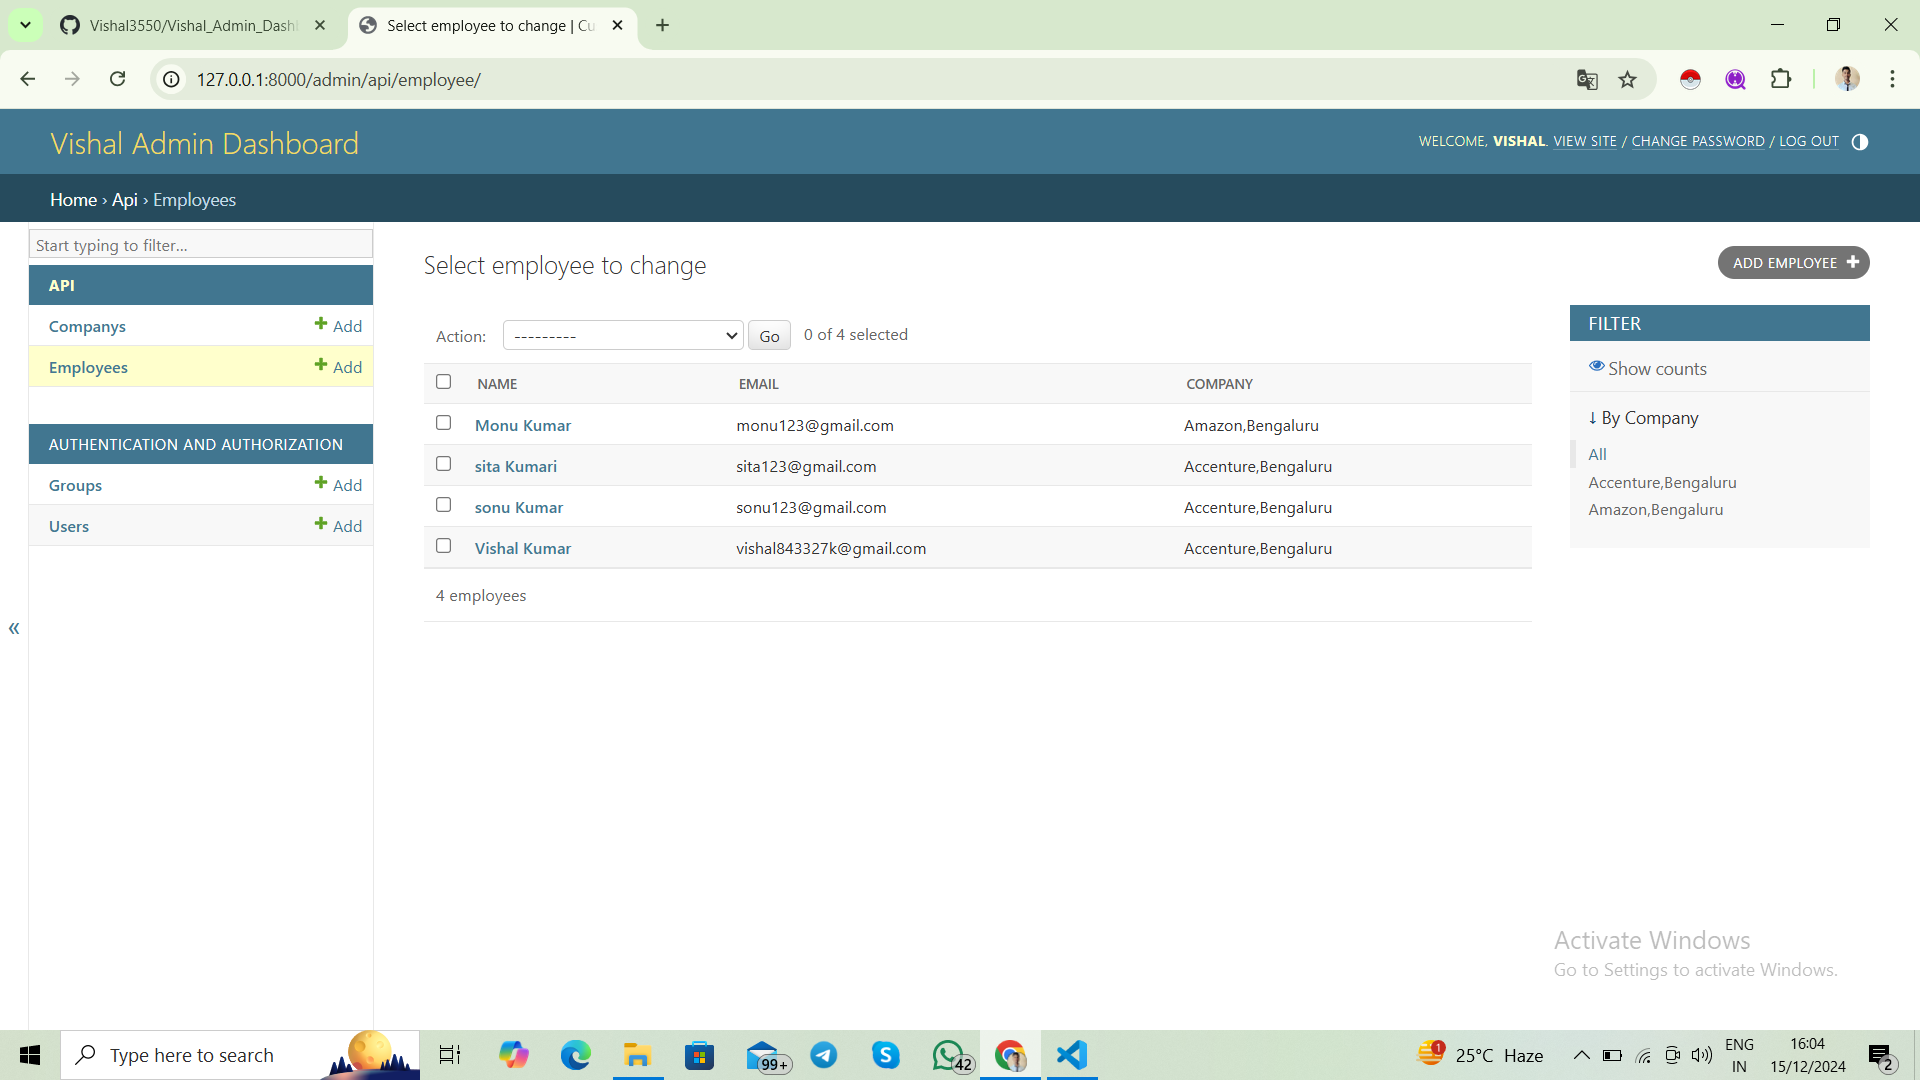 Vishal3550/Vishal_Admin_Dash
Select employee to change | Cu
127.0.0.1:8000/admin/api/employee/
Vishal Admin Dashboard
WELCOME, VISHAL. VIEW SITE / CHANGE PASSWORD / LOG OUT
Home › Api › Employees
Start typing to filter...
API
Companys Add
Employees Add
AUTHENTICATION AND AUTHORIZATION
Groups Add
Users Add
«
Select employee to change
ADD EMPLOYEE +
Action: --------- Go 0 of 4 selected
NAME EMAIL COMPANY
Monu Kumar monu123@gmail.com Amazon,Bengaluru
sita Kumari sita123@gmail.com Accenture,Bengaluru
sonu Kumar sonu123@gmail.com Accenture,Bengaluru
Vishal Kumar vishal843327k@gmail.com Accenture,Bengaluru
4 employees
FILTER
Show counts
↓ By Company
All
Accenture,Bengaluru
Amazon,Bengaluru
Activate Windows
Go to Settings to activate Windows.
Type here to search
99+
42
1
25°C Haze
ENG
IN
16:04
15/12/2024
2